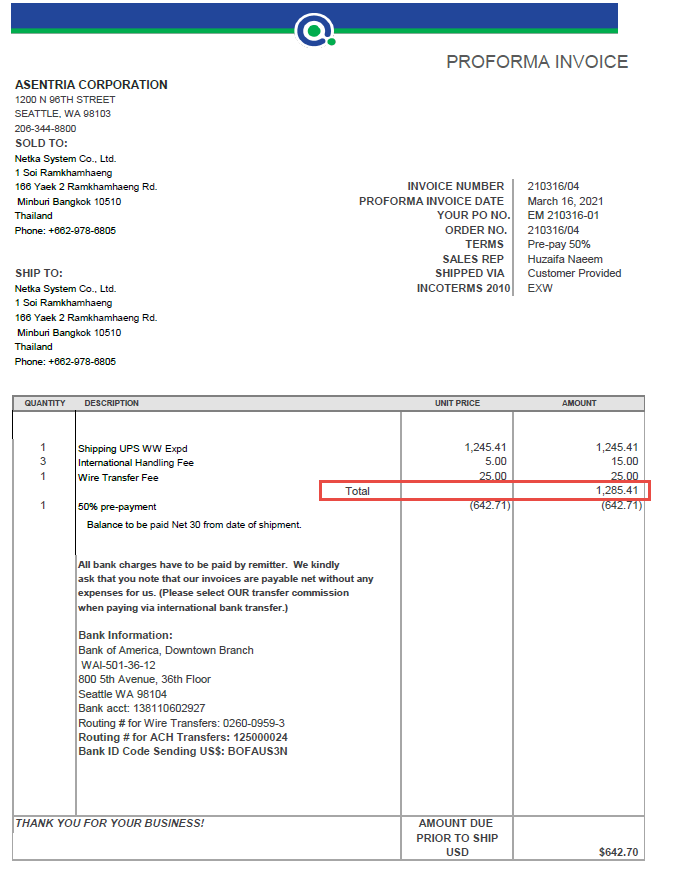 PROFORMA INVOICE
ASENTRIA CORPORATION
1200 N 96TH STREET
SEATTLE, WA 98103
206-344-8800
SOLD TO:
Netka System Co., Ltd.
1 Soi Ramkhamhaeng
166 Yaek 2 Ramkhamhaeng Rd.
Minburi Bangkok 10510
Thailand
Phone: +662-978-6805
INVOICE NUMBER 210316/04
PROFORMA INVOICE DATE March 16, 2021
YOUR PO NO. EM 210316-01
ORDER NO. 210316/04
TERMS Pre-pay 50%
SALES REP Huzaifa Naeem
SHIPPED VIA Customer Provided
INCOTERMS 2010 EXW
SHIP TO:
Netka System Co., Ltd.
1 Soi Ramkhamhaeng
166 Yaek 2 Ramkhamhaeng Rd.
Minburi Bangkok 10510
Thailand
Phone: +662-978-6805
QUANTITY DESCRIPTION UNIT PRICE AMOUNT
1 Shipping UPS WW Expd 1,245.41 1,245.41
3 International Handling Fee 5.00 15.00
1 Wire Transfer Fee 25.00 25.00
Total 1,285.41
1 50% pre-payment (642.71) (642.71)
Balance to be paid Net 30 from date of shipment.
All bank charges have to be paid by remitter. We kindly
ask that you note that our invoices are payable net without any
expenses for us. (Please select OUR transfer commission
when paying via international bank transfer.)
Bank Information:
Bank of America, Downtown Branch
WAI-501-36-12
800 5th Avenue, 36th Floor
Seattle WA 98104
Bank acct: 138110602927
Routing # for Wire Transfers: 0260-0959-3
Routing # for ACH Transfers: 125000024
Bank ID Code Sending US$: BOFAUS3N
THANK YOU FOR YOUR BUSINESS!
AMOUNT DUE
PRIOR TO SHIP
USD $642.70